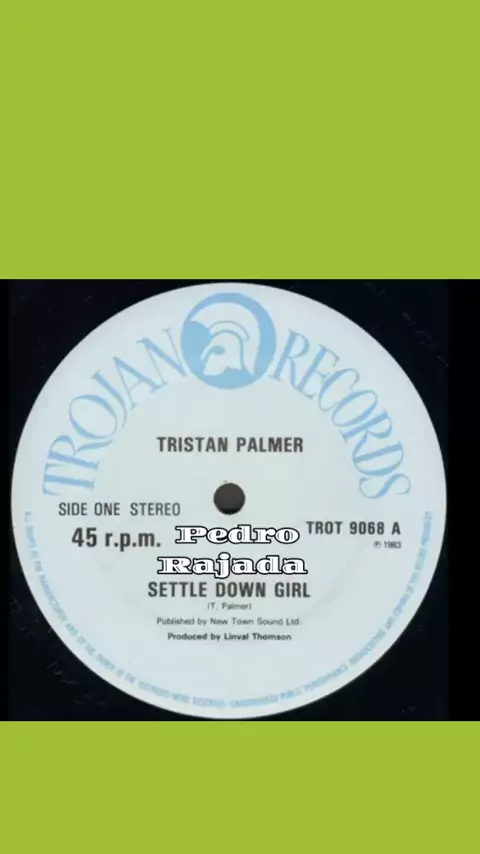 TROJAN RECORDS
TRISTAN PALMER
SIDE ONE STEREO
45 r.p.m.
TROT 9068 A
℗ 1983
Pedro
Rajada
SETTLE DOWN GIRL
(T. Palmer)
Published by New Town Sound Ltd.
Produced by Linval Thomson